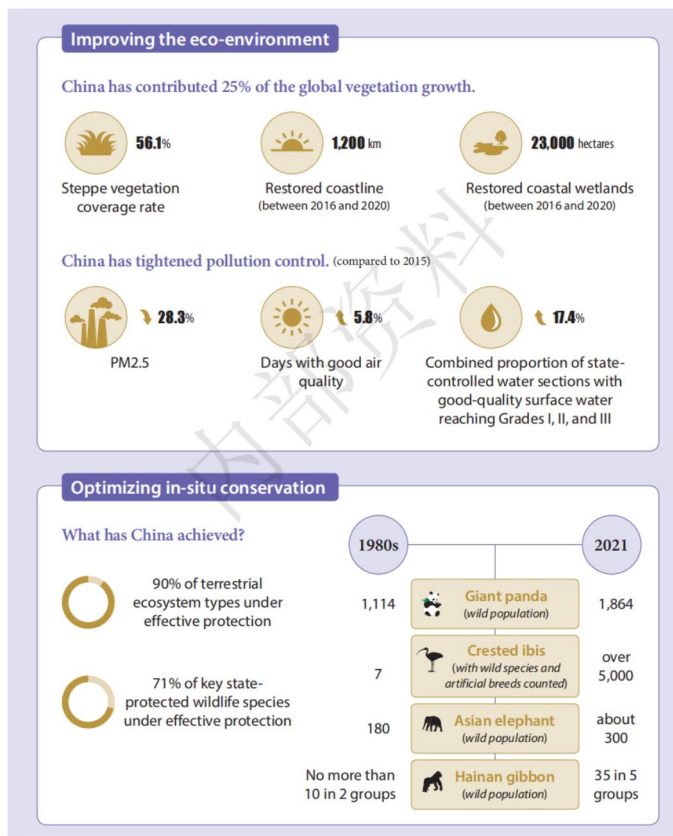 Improving the eco-environment
China has contributed 25% of the global vegetation growth.
56.1%
Steppe vegetation
coverage rate
1,200 km
Restored coastline
(between 2016 and 2020)
23,000 hectares
Restored coastal wetlands
(between 2016 and 2020)
China has tightened pollution control. (compared to 2015)
28.3%
PM2.5
5.8%
Days with good air
quality
17.4%
Combined proportion of state-
controlled water sections with
good-quality surface water
reaching Grades I, II, and III
内部资料
Optimizing in-situ conservation
What has China achieved?
90% of terrestrial
ecosystem types under
effective protection
71% of key state-
protected wildlife species
under effective protection
1980s
2021
1,114
Giant panda
(wild population)
1,864
7
Crested ibis
(with wild species and
artificial breeds counted)
over
5,000
180
Asian elephant
(wild population)
about
300
No more than
10 in 2 groups
Hainan gibbon
(wild population)
35 in 5
groups